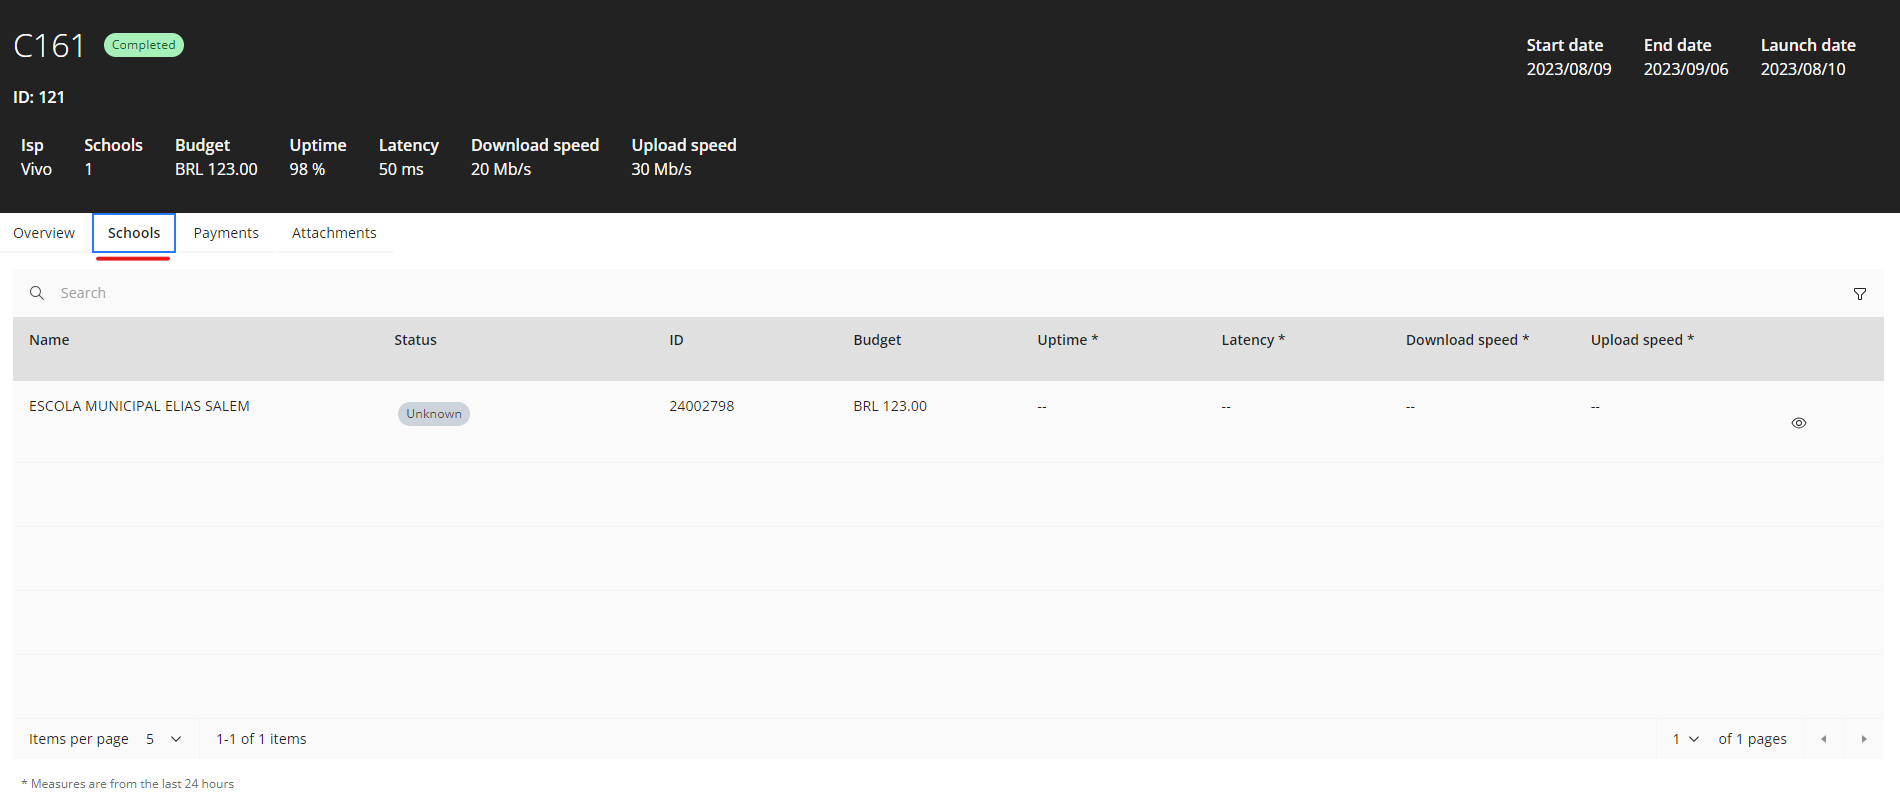 C161 Completed
Start date End date Launch date
2023/08/09 2023/09/06 2023/08/10
ID: 121
Isp Schools Budget Uptime Latency Download speed Upload speed
Vivo 1 BRL 123.00 98 % 50 ms 20 Mb/s 30 Mb/s
Overview Schools Payments Attachments
Search
Name Status ID Budget Uptime * Latency * Download speed * Upload speed *
ESCOLA MUNICIPAL ELIAS SALEM Unknown 24002798 BRL 123.00 -- -- -- --
Items per page 5 1-1 of 1 items 1 of 1 pages
* Measures are from the last 24 hours